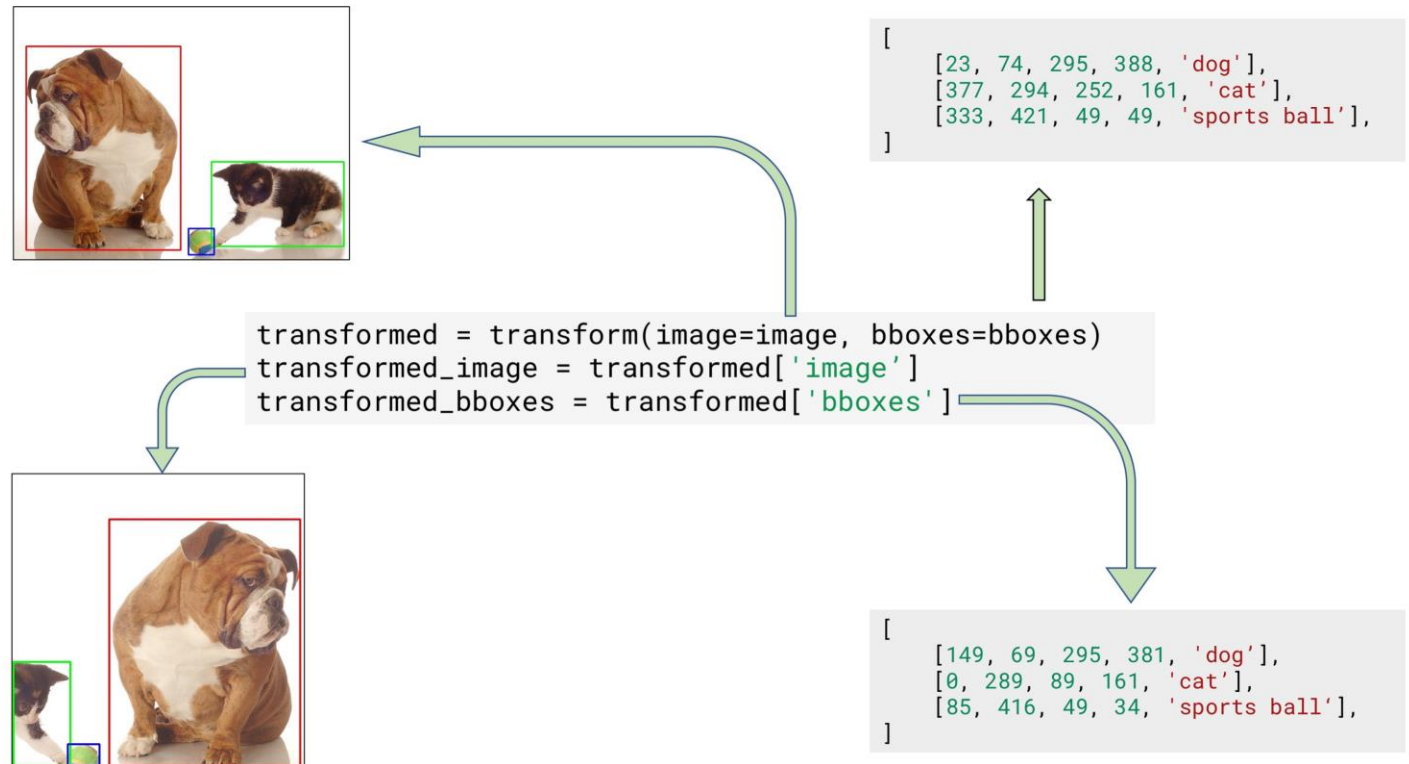 [
[23, 74, 295, 388, 'dog'],
[377, 294, 252, 161, 'cat’],
[333, 421, 49, 49, 'sports ball’],
]
transformed = transform(image=image, bboxes=bboxes)
transformed_image = transformed['image’]
transformed_bboxes = transformed['bboxes']
[
[149, 69, 295, 381, 'dog’],
[0, 289, 89, 161, 'cat’],
[85, 416, 49, 34, 'sports ball‘],
]